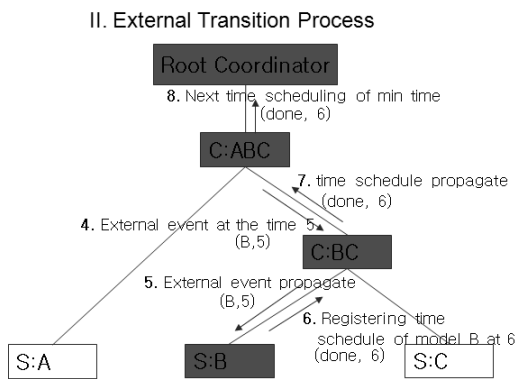 II. External Transition Process
Root Coordinator
8. Next time scheduling of min time
(done, 6)
C:ABC
7. time schedule propagate
(done, 6)
4. External event at the time 5
(B,5)
C:BC
5. External event propagate
(B,5)
6. Registering time
schedule of model B at 6
(done, 6)
S:A
S:B
S:C